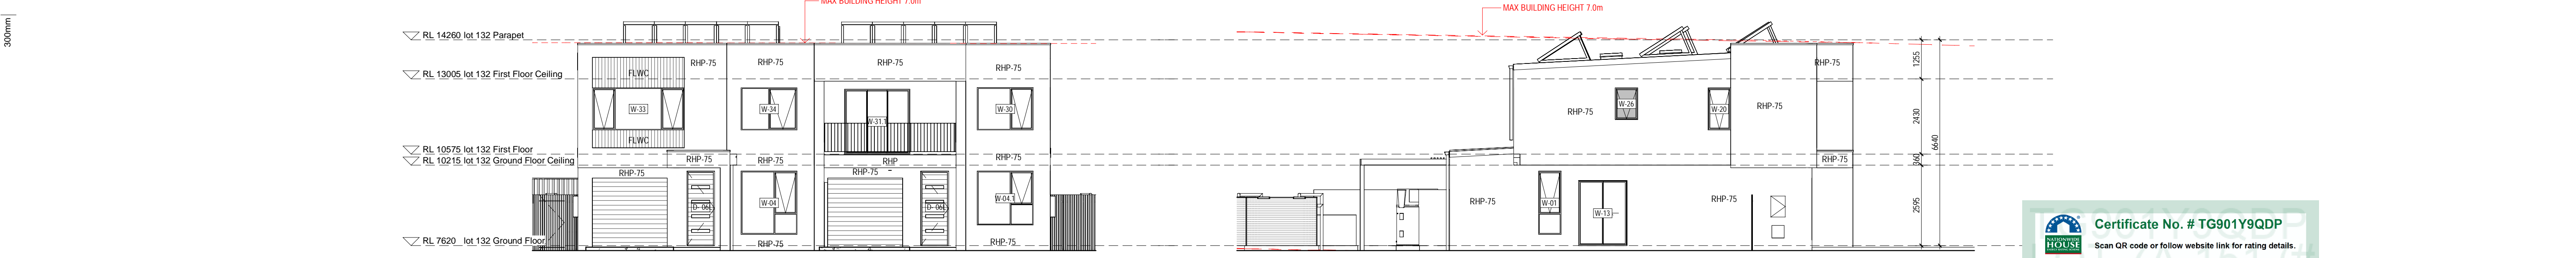 300mm
MAX BUILDING HEIGHT 7.0m
MAX BUILDING HEIGHT 7.0m
RL 14260 lot 132 Parapet
RL 13005 lot 132 First Floor Ceiling
RL 10575 lot 132 First Floor
RL 10215 lot 132 Ground Floor Ceiling
RL 7620 lot 132 Ground Floor
FLWC
RHP-75
RHP-75
RHP-75
RHP-75
W-33
W-34
W-31.1
W-30
FLWC
RHP-75
RHP-75
RHP
RHP-75
RHP-75
RHP-75
D- 06L
W-04
D- 06L
W-04.1
RHP-75
RHP-75
RHP-75
W-26
W-20
RHP-75
RHP-75
RHP-75
RHP-75
W-01
W-13
RHP-75
1255
2430
360
2595
6640
TG901Y9QDP
NATIONWIDE
HOUSE
Certificate No. # TG901Y9QDP
Scan QR code or follow website link for rating details.